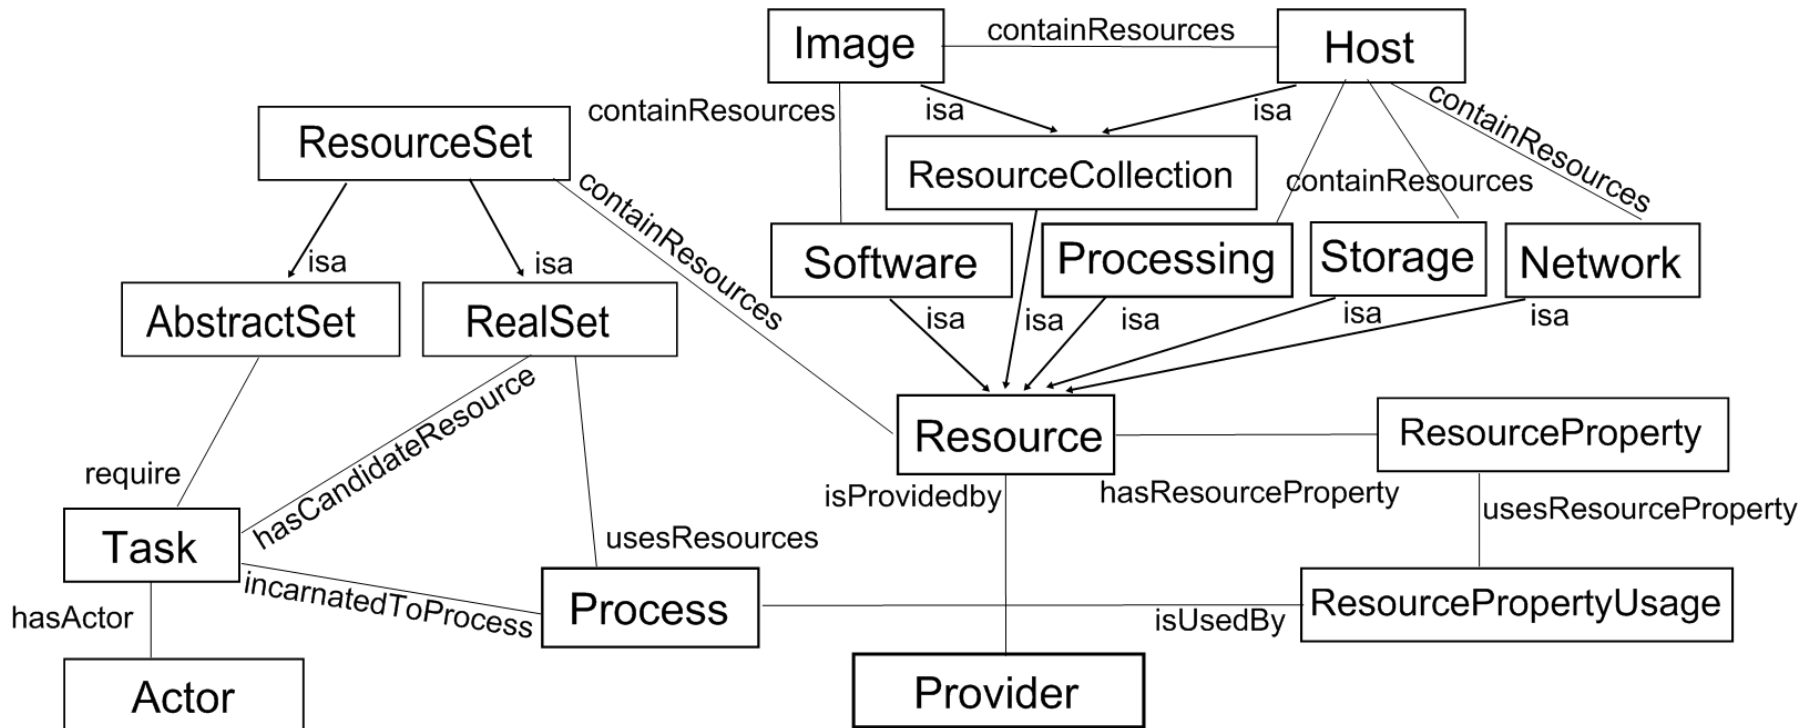 Image
containResources
Host
containResources
isa
isa
containResources
ResourceSet
ResourceCollection
containResources
containResources
isa
isa
Software
Processing
Storage
Network
AbstractSet
RealSet
isa
isa
isa
isa
isa
hasCandidateResource
Resource
ResourceProperty
require
isProvidedby
hasResourceProperty
usesResourceProperty
Task
usesResources
incarnatedToProcess
Process
isUsedBy
ResourcePropertyUsage
hasActor
Actor
Provider